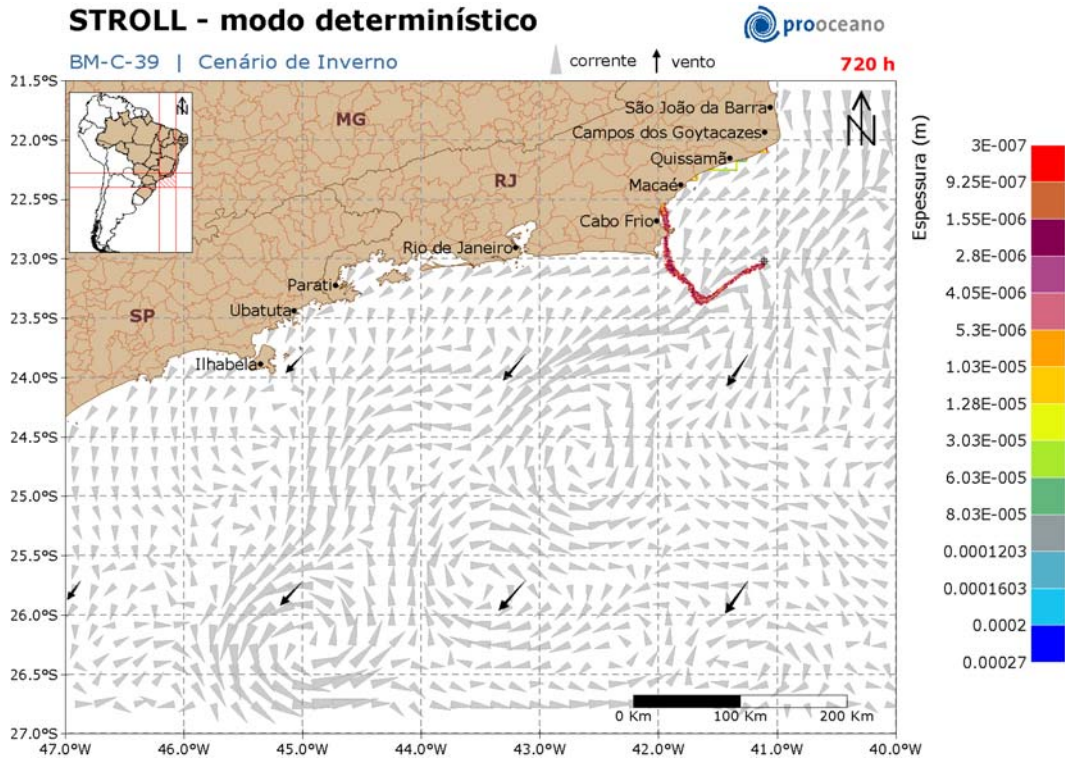 STROLL - modo determinístico
prooceano
BM-C-39 | Cenário de Inverno
corrente
vento
720 h
21.5°S
22.0°S
22.5°S
23.0°S
23.5°S
24.0°S
24.5°S
25.0°S
25.5°S
26.0°S
26.5°S
27.0°S
N
MG
RJ
SP
São João da Barra
Campos dos Goytacazes
Quissamã
Macaé
Cabo Frio
Rio de Janeiro
Parati
Ubatuta
Ilhabela
N
0 Km 100 Km 200 Km
47.0°W 46.0°W 45.0°W 44.0°W 43.0°W 42.0°W 41.0°W 40.0°W
Espessura (m)
3E-007
9.25E-007
1.55E-006
2.8E-006
4.05E-006
5.3E-006
1.03E-005
1.28E-005
3.03E-005
6.03E-005
8.03E-005
0.0001203
0.0001603
0.0002
0.00027